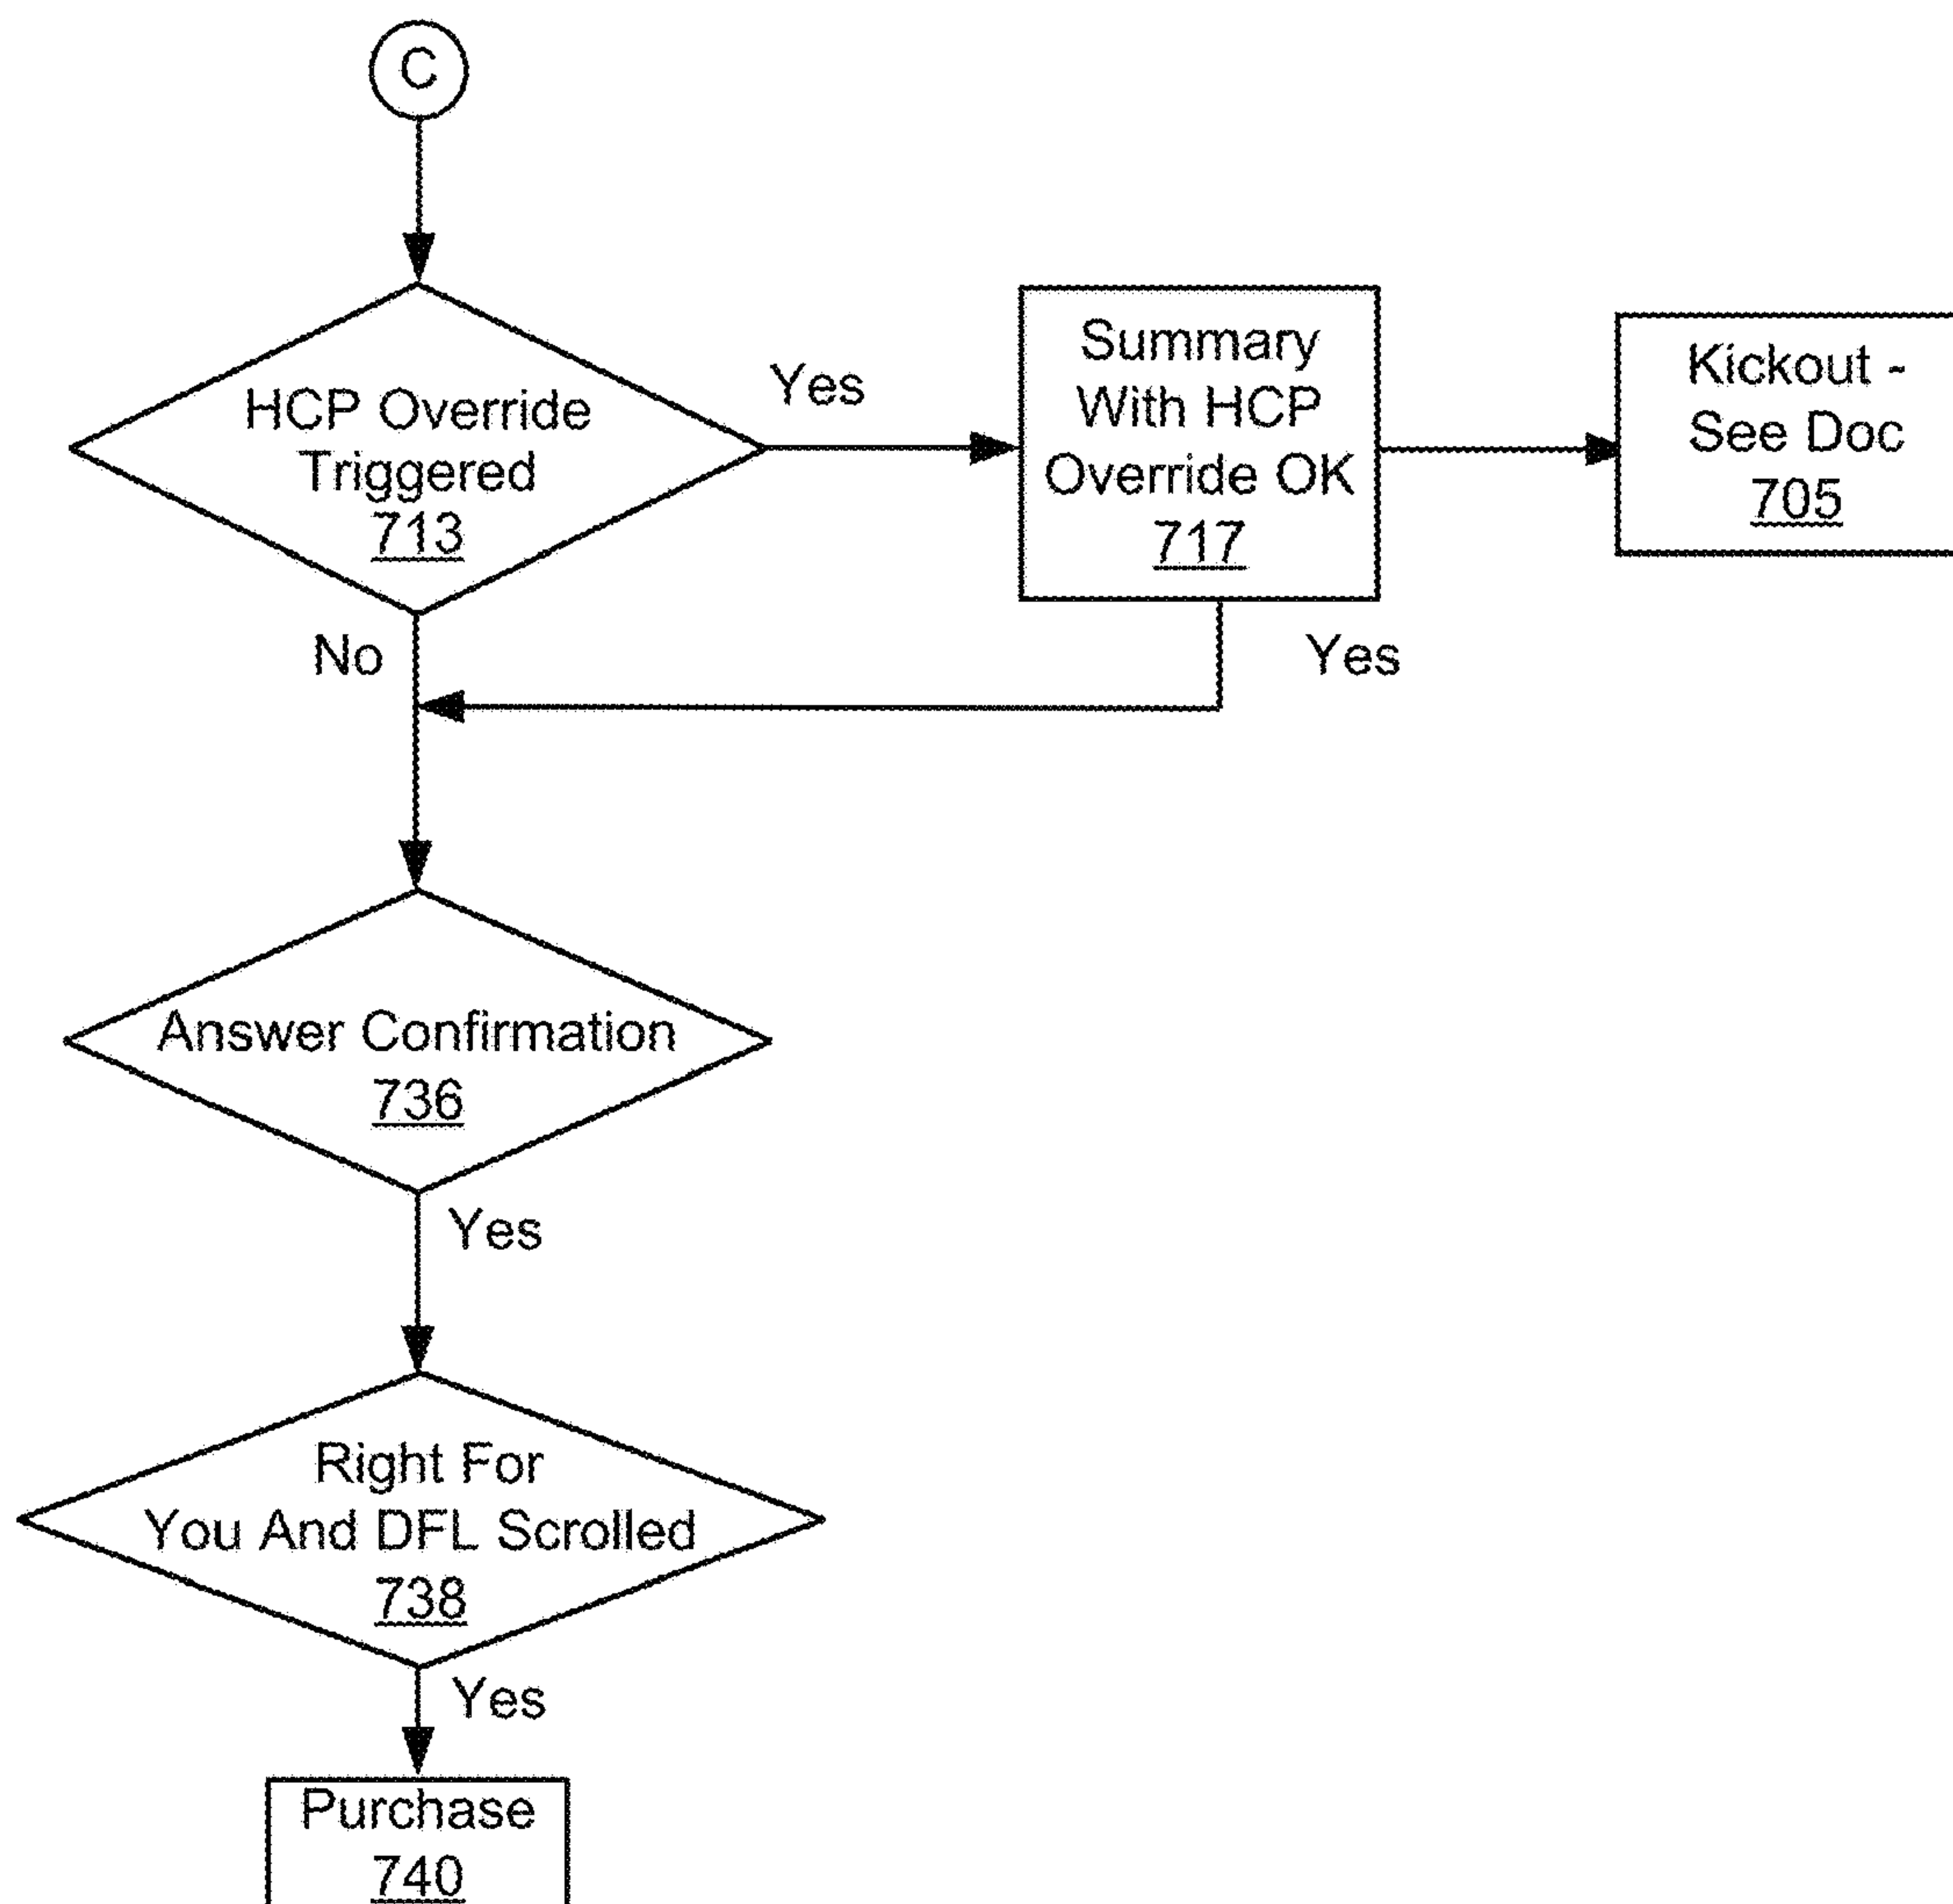 C
HCP Override
Triggered
713
Yes
Summary
With HCP
Override OK
717
Kickout -
See Doc
705
No
Yes
Answer Confirmation
736
Yes
Right For
You And DFL Scrolled
738
Yes
Purchase
740